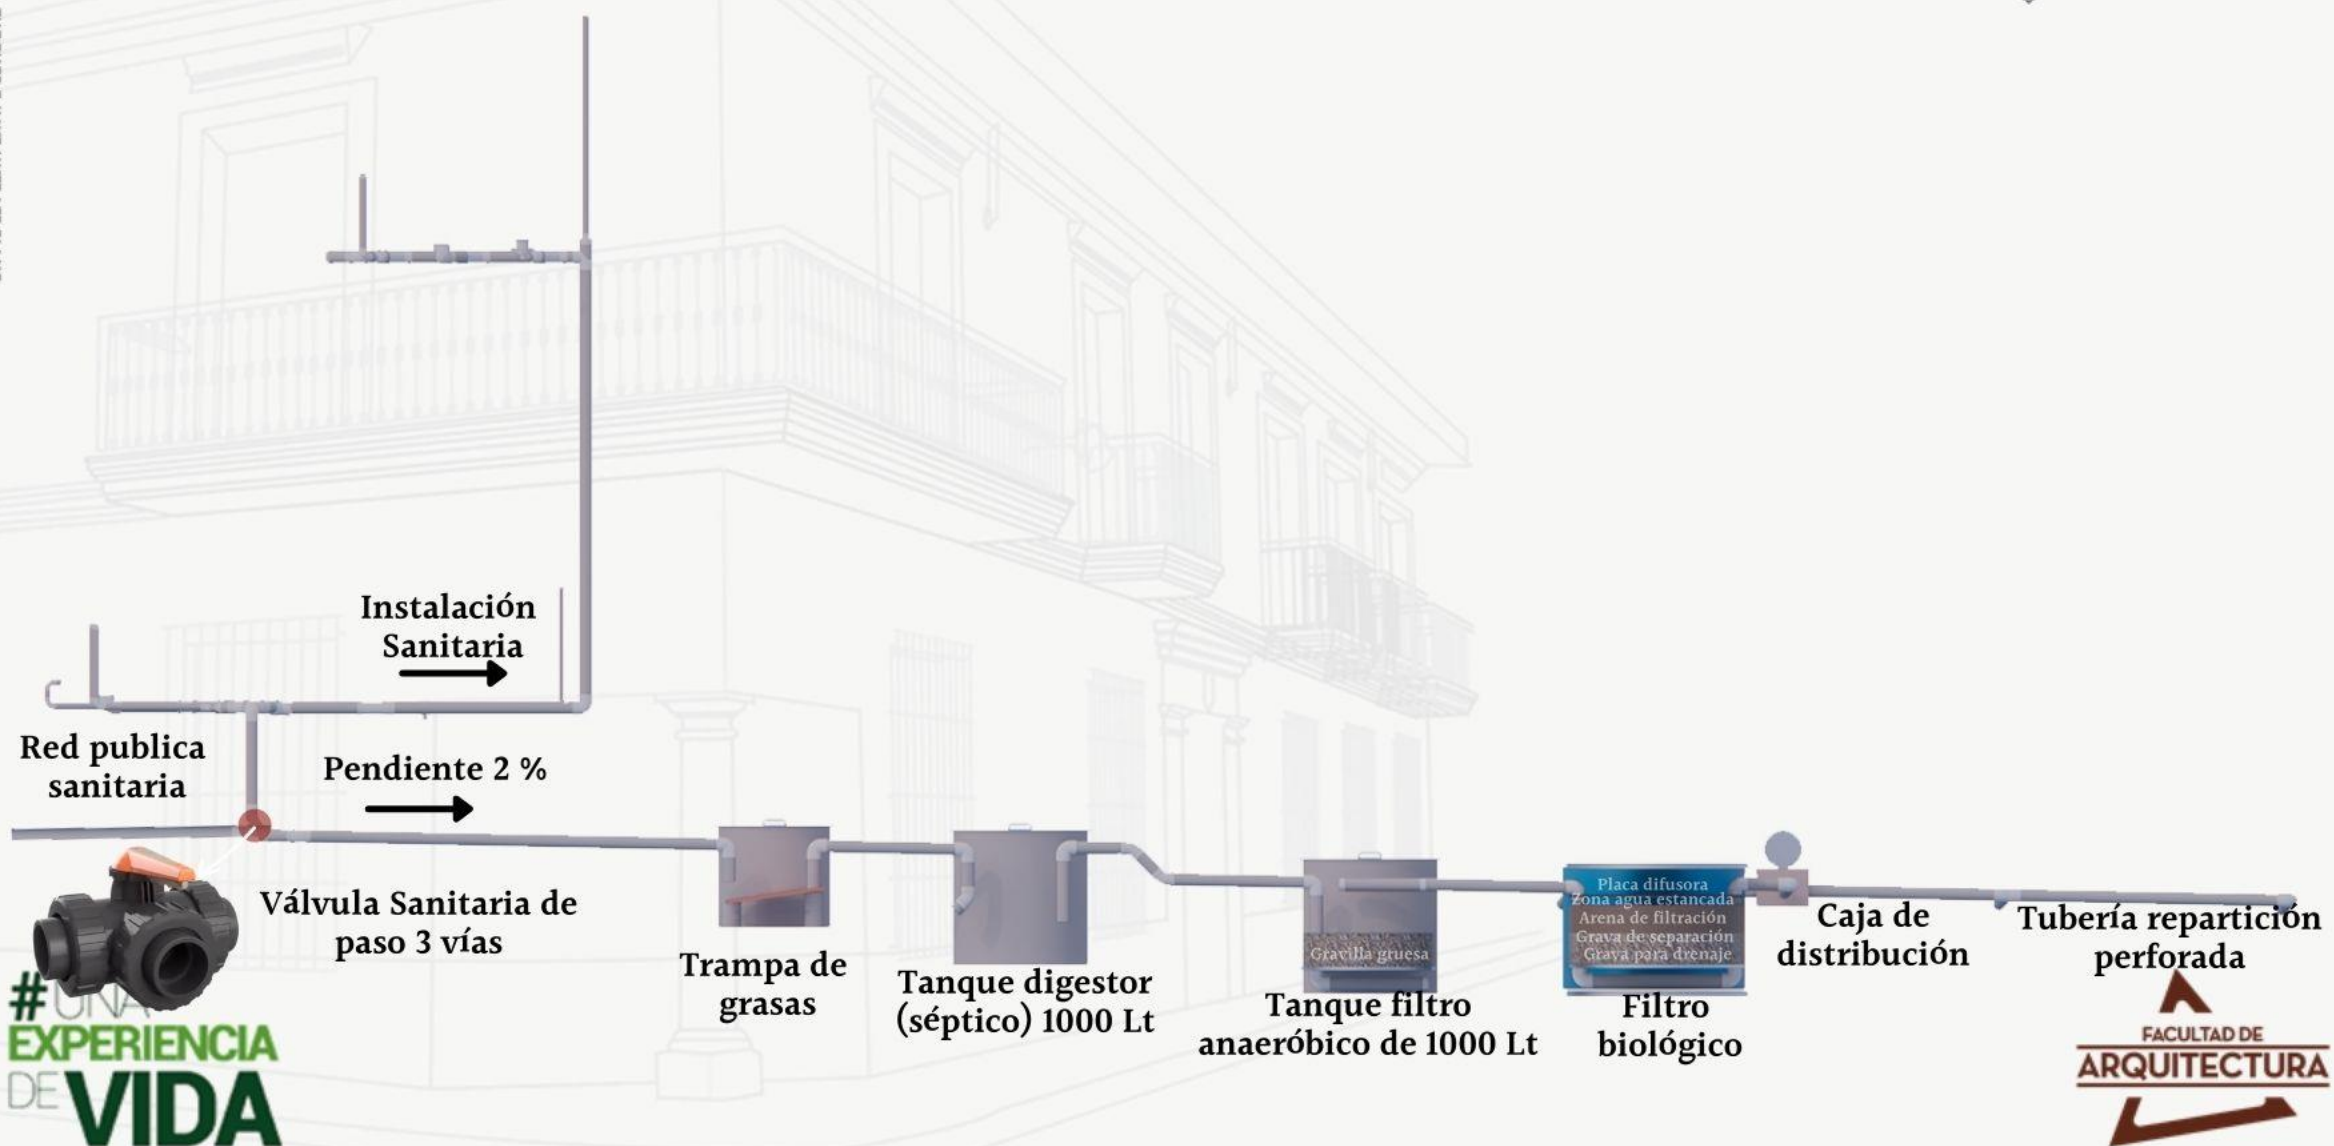 Instalación
Sanitaria
Red publica
sanitaria
Pendiente 2 %
Válvula Sanitaria de
paso 3 vías
Trampa de
grasas
Tanque digestor
(séptico) 1000 Lt
Gravilla gruesa
Tanque filtro
anaeróbico de 1000 Lt
Placa difusora
Zona agua estancada
Arena de filtración
Grava de separación
Grava para drenaje
Filtro
biológico
Caja de
distribución
Tubería repartición
perforada
#UNA
EXPERIENCIA
DE VIDA
FACULTAD DE
ARQUITECTURA